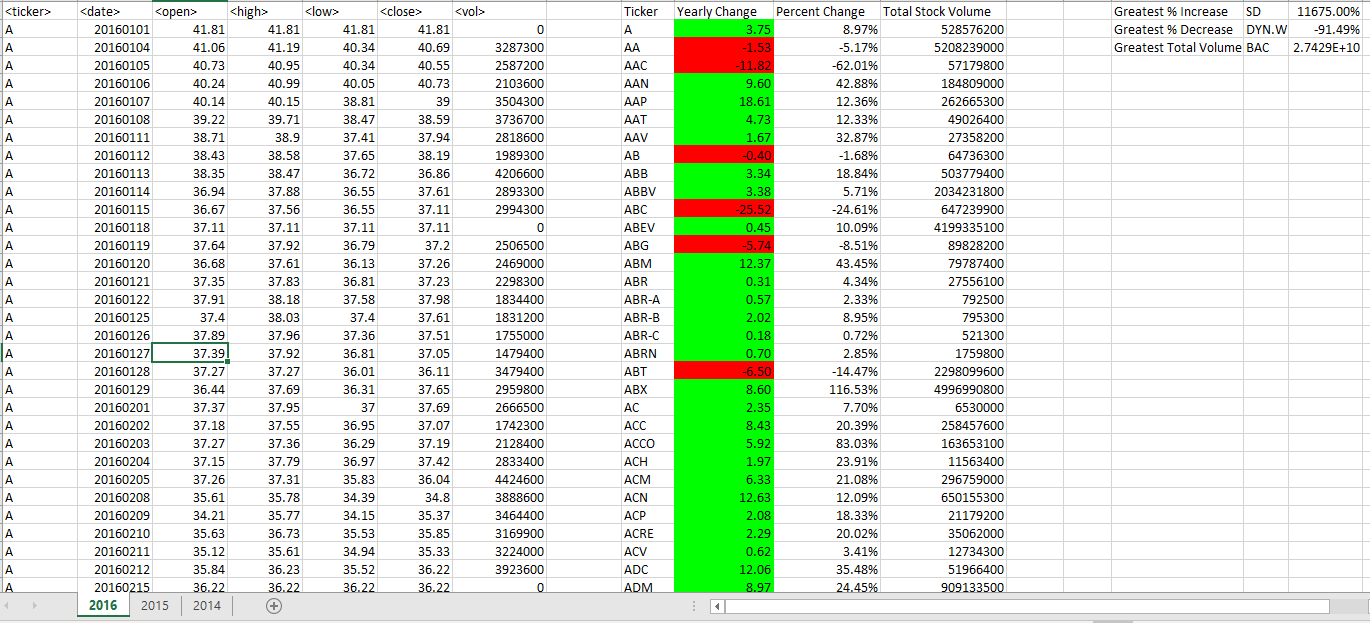 <ticker> <date> <open> <high> <low> <close> <vol> Ticker Yearly Change Percent Change Total Stock Volume Greatest % Increase SD 11675.00%
A 20160101 41.81 41.81 41.81 41.81 0 A 3.75 8.97% 528576200 Greatest % Decrease DYN.W -91.49%
A 20160104 41.06 41.19 40.34 40.69 3287300 AA -1.53 -5.17% 5208239000 Greatest Total Volume BAC 2.7429E+10
A 20160105 40.73 40.95 40.34 40.55 2587200 AAC -11.82 -62.01% 57179800
A 20160106 40.24 40.99 40.05 40.73 2103600 AAN 9.60 42.88% 184809000
A 20160107 40.14 40.15 38.81 39 3504300 AAP 18.61 12.36% 262665300
A 20160108 39.22 39.71 38.47 38.59 3736700 AAT 4.73 12.33% 49026400
A 20160111 38.71 38.9 37.41 37.94 2818600 AAV 1.67 32.87% 27358200
A 20160112 38.43 38.58 37.65 38.19 1989300 AB -0.40 -1.68% 64736300
A 20160113 38.35 38.47 36.72 36.86 4206600 ABB 3.34 18.84% 503779400
A 20160114 36.94 37.88 36.55 37.61 2893300 ABBV 3.38 5.71% 2034231800
A 20160115 36.67 37.56 36.55 37.11 2994300 ABC -25.52 -24.61% 647239900
A 20160118 37.11 37.11 37.11 37.11 0 ABEV 0.45 10.09% 4199335100
A 20160119 37.64 37.92 36.79 37.2 2506500 ABG -5.74 -8.51% 89828200
A 20160120 36.68 37.61 36.13 37.26 2469000 ABM 12.37 43.45% 79787400
A 20160121 37.35 37.83 36.81 37.23 2298300 ABR 0.31 4.34% 27556100
A 20160122 37.91 38.18 37.58 37.98 1834400 ABR-A 0.57 2.33% 792500
A 20160125 37.4 38.03 37.4 37.61 1831200 ABR-B 2.02 8.95% 795300
A 20160126 37.89 37.96 37.36 37.51 1755000 ABR-C 0.18 0.72% 521300
A 20160127 37.39 37.92 36.81 37.05 1479400 ABRN 0.70 2.85% 1759800
A 20160128 37.27 37.27 36.01 36.11 3479400 ABT -6.50 -14.47% 2298099600
A 20160129 36.44 37.69 36.31 37.65 2959800 ABX 8.60 116.53% 4996990800
A 20160201 37.37 37.95 37 37.69 2666500 AC 2.35 7.70% 6530000
A 20160202 37.18 37.55 36.95 37.07 1742300 ACC 8.43 20.39% 258457600
A 20160203 37.27 37.36 36.29 37.19 2128400 ACCO 5.92 83.03% 163653100
A 20160204 37.15 37.79 36.97 37.42 2833400 ACH 1.97 23.91% 11563400
A 20160205 37.26 37.31 35.83 36.04 4424600 ACM 6.33 21.08% 296759000
A 20160208 35.61 35.78 34.39 34.8 3888600 ACN 12.63 12.09% 650155300
A 20160209 34.21 35.77 34.15 35.37 3464400 ACP 2.08 18.33% 21179200
A 20160210 35.63 36.73 35.53 35.85 3169900 ACRE 2.29 20.02% 35062000
A 20160211 35.12 35.61 34.94 35.33 3224000 ACV 0.62 3.41% 12734300
A 20160212 35.84 36.23 35.52 36.22 3923600 ADC 12.06 35.48% 51966400
A 20160215 36.22 36.22 36.22 36.22 0 ADM 8.97 24.45% 909133500
2016 2015 2014